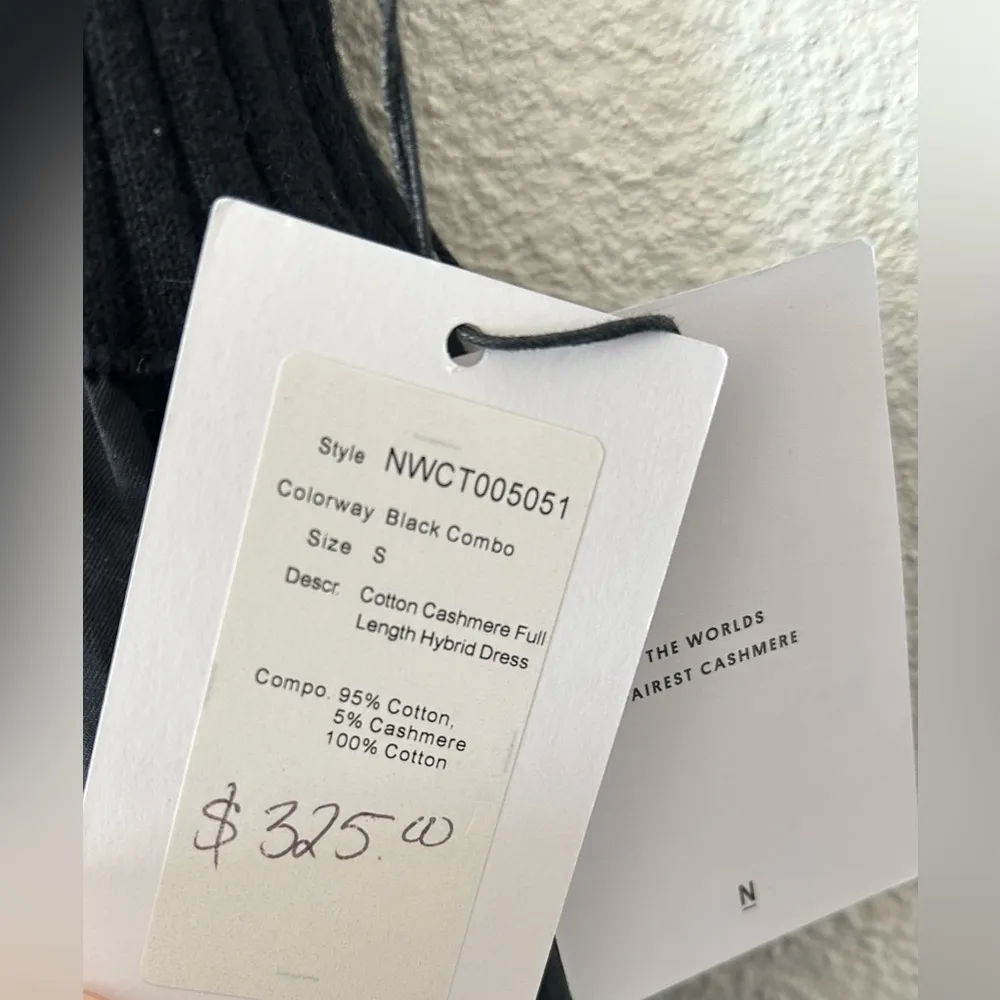 Style NWCT005051
Colorway Black Combo
Size S
Descr. Cotton Cashmere Full
Length Hybrid Dress
Compo. 95% Cotton,
5% Cashmere
100% Cotton
$325.00
THE WORLDS
AIREST CASHMERE
N